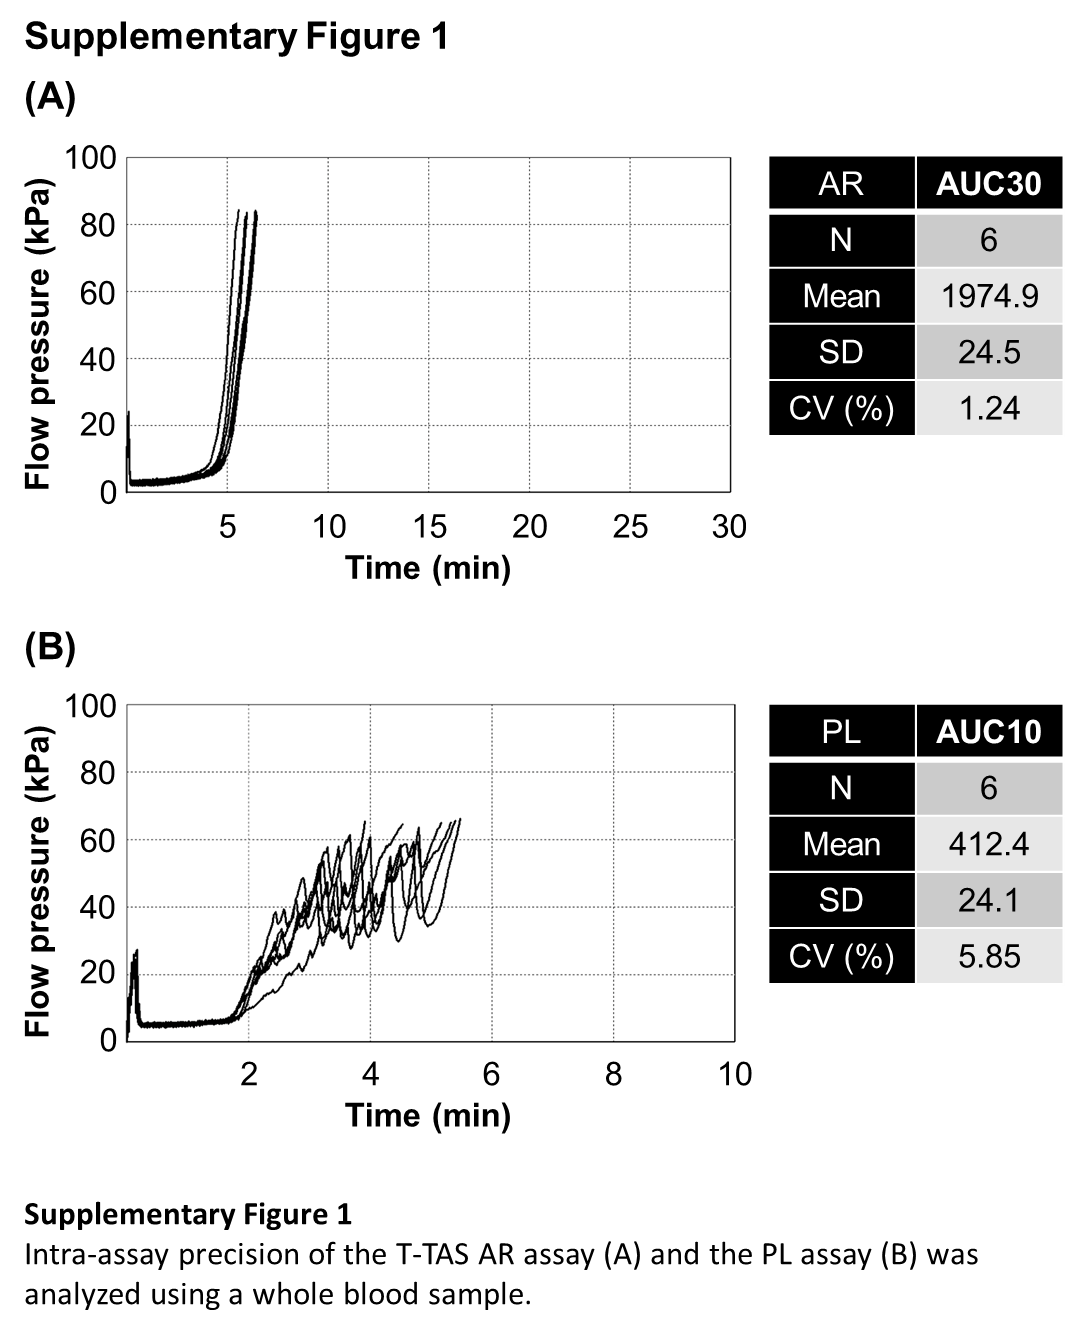 Supplementary Figure 1
(A)
Flow pressure (kPa)
100
80
60
40
20
0
5 10 15 20 25 30
Time (min)
AR AUC30
N 6
Mean 1974.9
SD 24.5
CV (%) 1.24
(B)
Flow pressure (kPa)
100
80
60
40
20
0
2 4 6 8 10
Time (min)
PL AUC10
N 6
Mean 412.4
SD 24.1
CV (%) 5.85
Supplementary Figure 1
Intra-assay precision of the T-TAS AR assay (A) and the PL assay (B) was
analyzed using a whole blood sample.